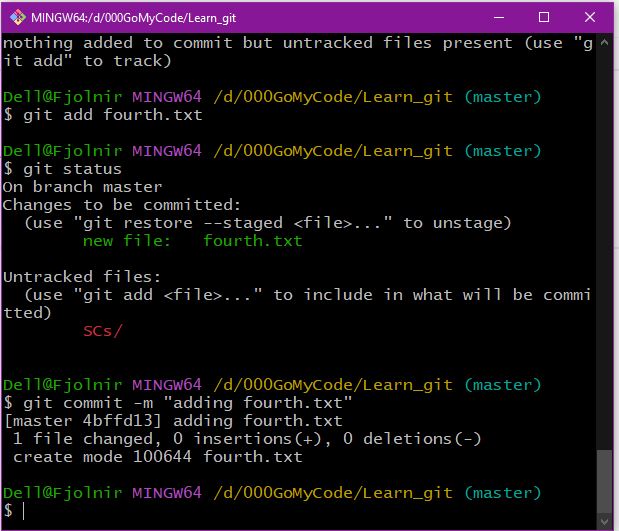 MINGW64:/d/000GoMyCode/Learn_git
nothing added to commit but untracked files present (use "g
it add" to track)
Dell@Fjolnir MINGW64 /d/000GoMyCode/Learn_git (master)
$ git add fourth.txt
Dell@Fjolnir MINGW64 /d/000GoMyCode/Learn_git (master)
$ git status
On branch master
Changes to be committed:
  (use "git restore --staged <file>..." to unstage)
        new file:   fourth.txt
Untracked files:
  (use "git add <file>..." to include in what will be commi
tted)
        SCs/
Dell@Fjolnir MINGW64 /d/000GoMyCode/Learn_git (master)
$ git commit -m "adding fourth.txt"
[master 4bffd13] adding fourth.txt
 1 file changed, 0 insertions(+), 0 deletions(-)
 create mode 100644 fourth.txt
Dell@Fjolnir MINGW64 /d/000GoMyCode/Learn_git (master)
$